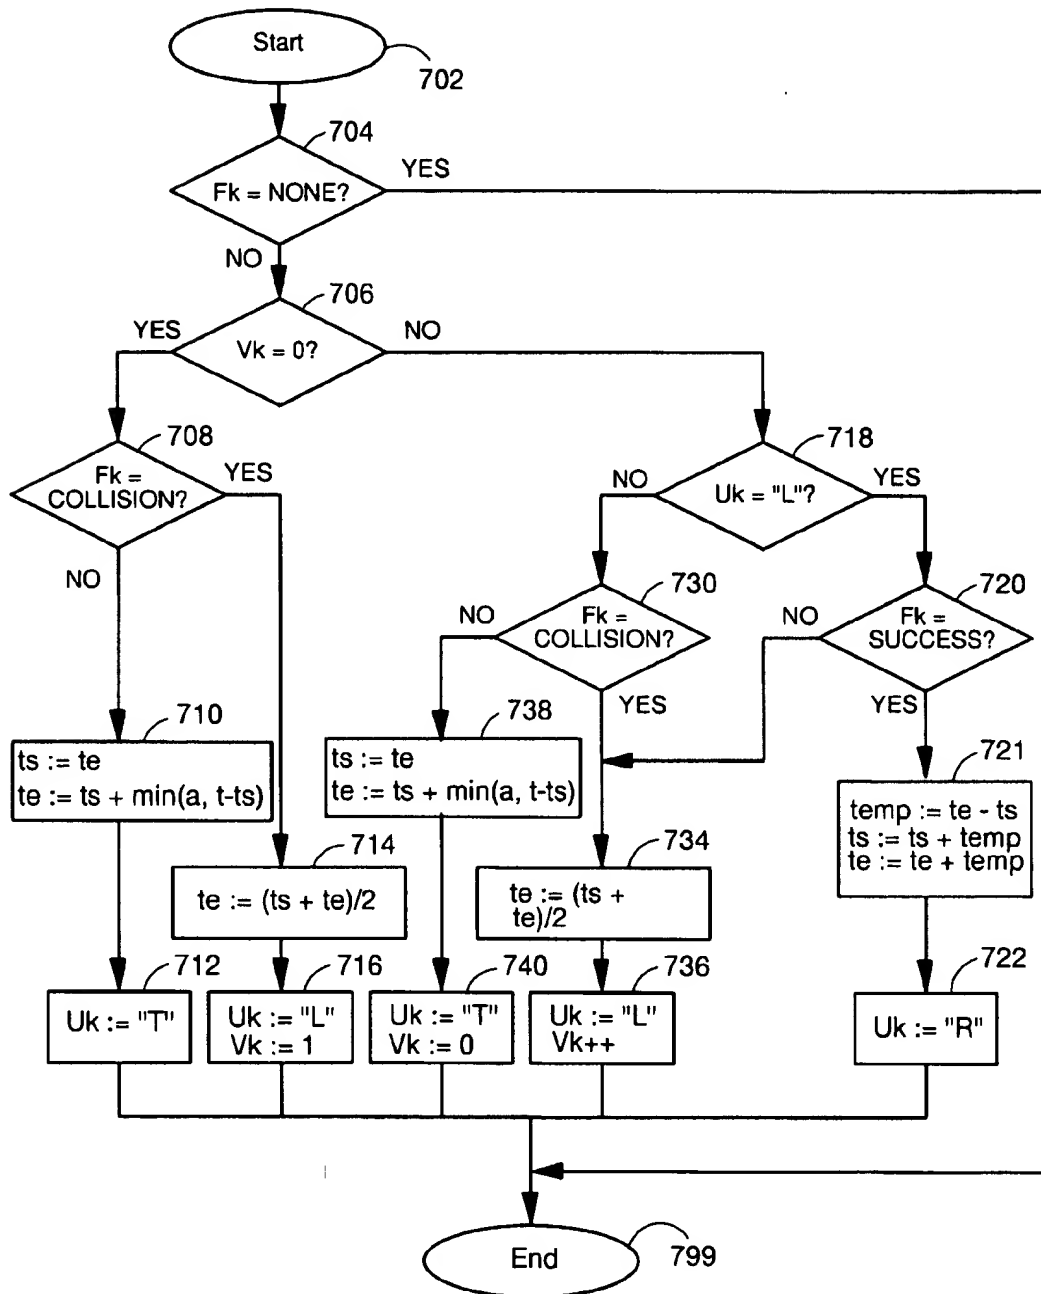 Start
702
704
Fk = NONE?
YES
NO
706
Vk = 0?
YES
NO
708
Fk =
COLLISION?
YES
NO
718
Uk = "L"?
NO
YES
730
Fk =
COLLISION?
NO
YES
720
Fk =
SUCCESS?
NO
YES
710
ts := te
te := ts + min(a, t-ts)
738
ts := te
te := ts + min(a, t-ts)
721
temp := te - ts
ts := ts + temp
te := te + temp
714
te := (ts + te)/2
734
te := (ts +
te)/2
712
Uk := "T"
716
Uk := "L"
Vk := 1
740
Uk := "T"
Vk := 0
736
Uk := "L"
Vk++
722
Uk := "R"
End
799